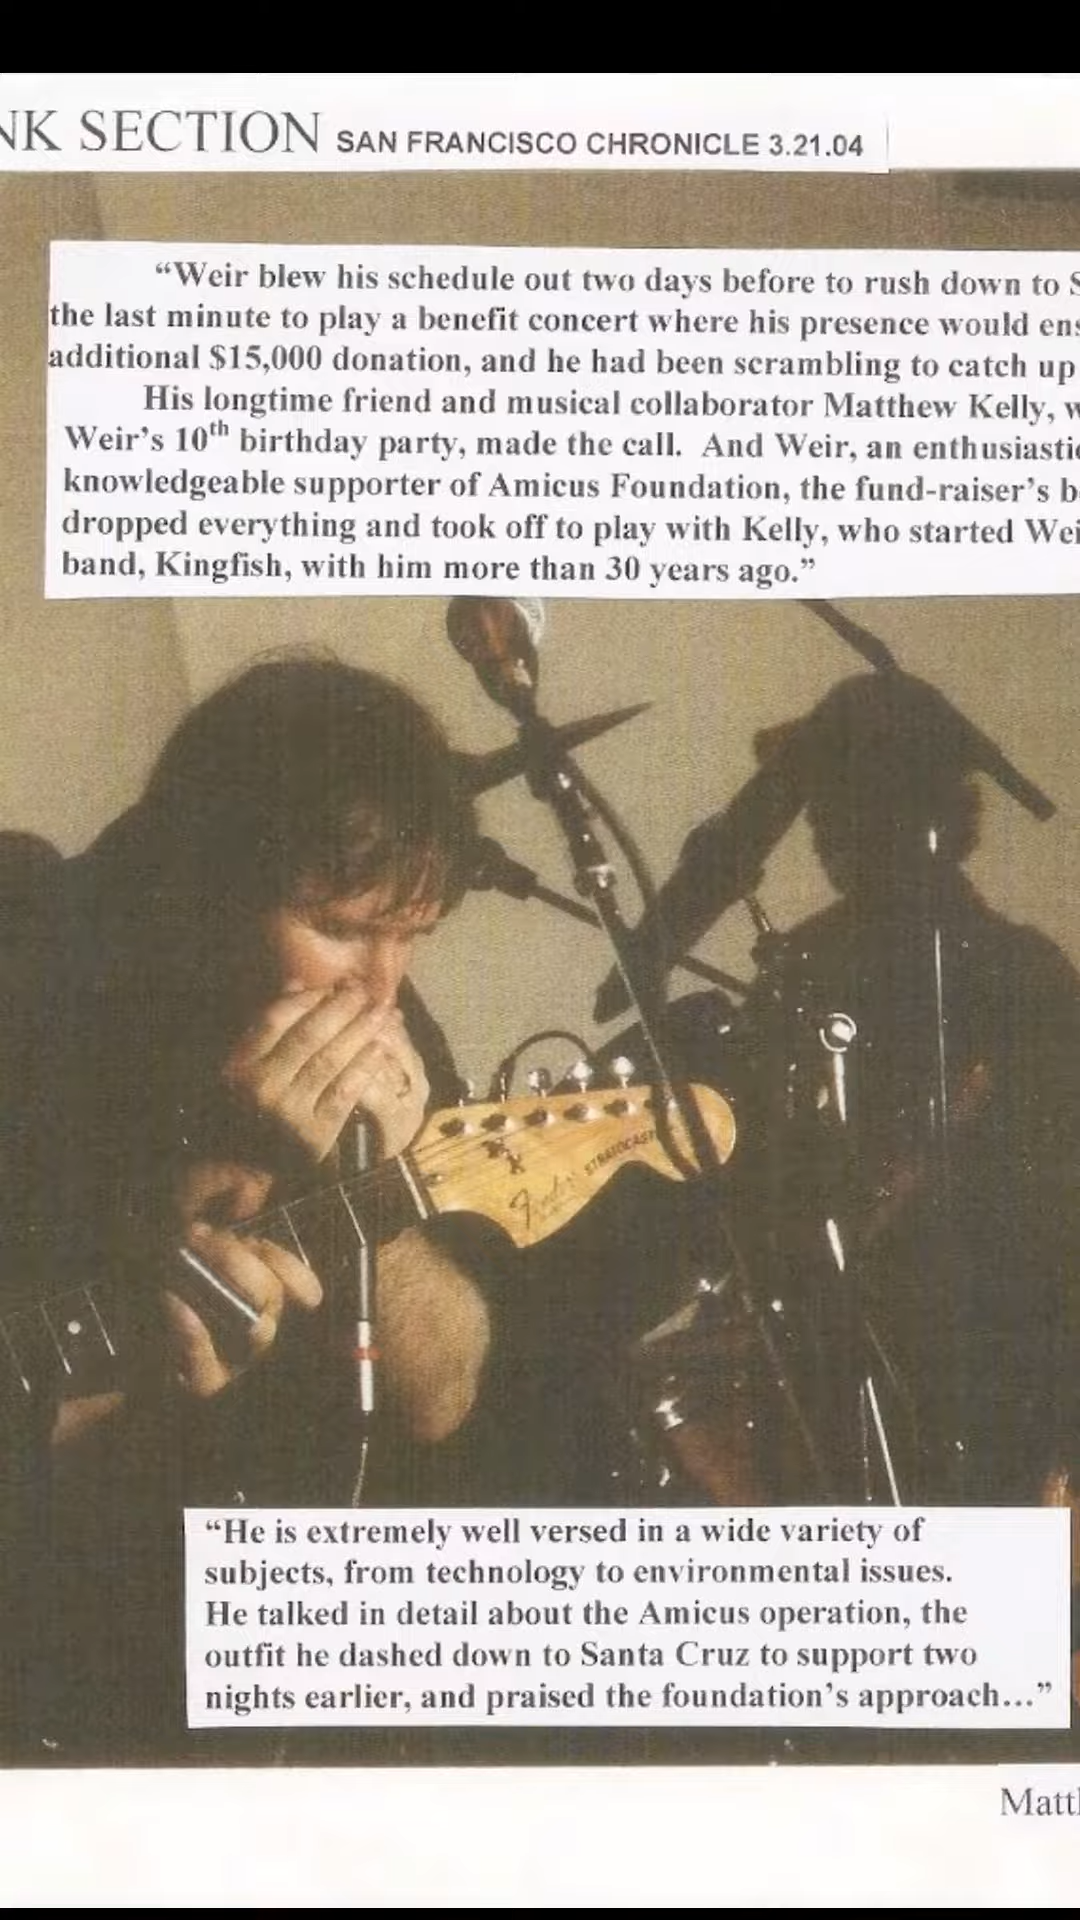 NK SECTION SAN FRANCISCO CHRONICLE 3.21.04
“Weir blew his schedule out two days before to rush down to S
the last minute to play a benefit concert where his presence would ens
additional $15,000 donation, and he had been scrambling to catch up
His longtime friend and musical collaborator Matthew Kelly, w
Weir’s 10th birthday party, made the call. And Weir, an enthusiastic
knowledgeable supporter of Amicus Foundation, the fund-raiser’s b
dropped everything and took off to play with Kelly, who started Wei
band, Kingfish, with him more than 30 years ago.”
Fender STRATOCAST
“He is extremely well versed in a wide variety of
subjects, from technology to environmental issues.
He talked in detail about the Amicus operation, the
outfit he dashed down to Santa Cruz to support two
nights earlier, and praised the foundation’s approach…”
Matth